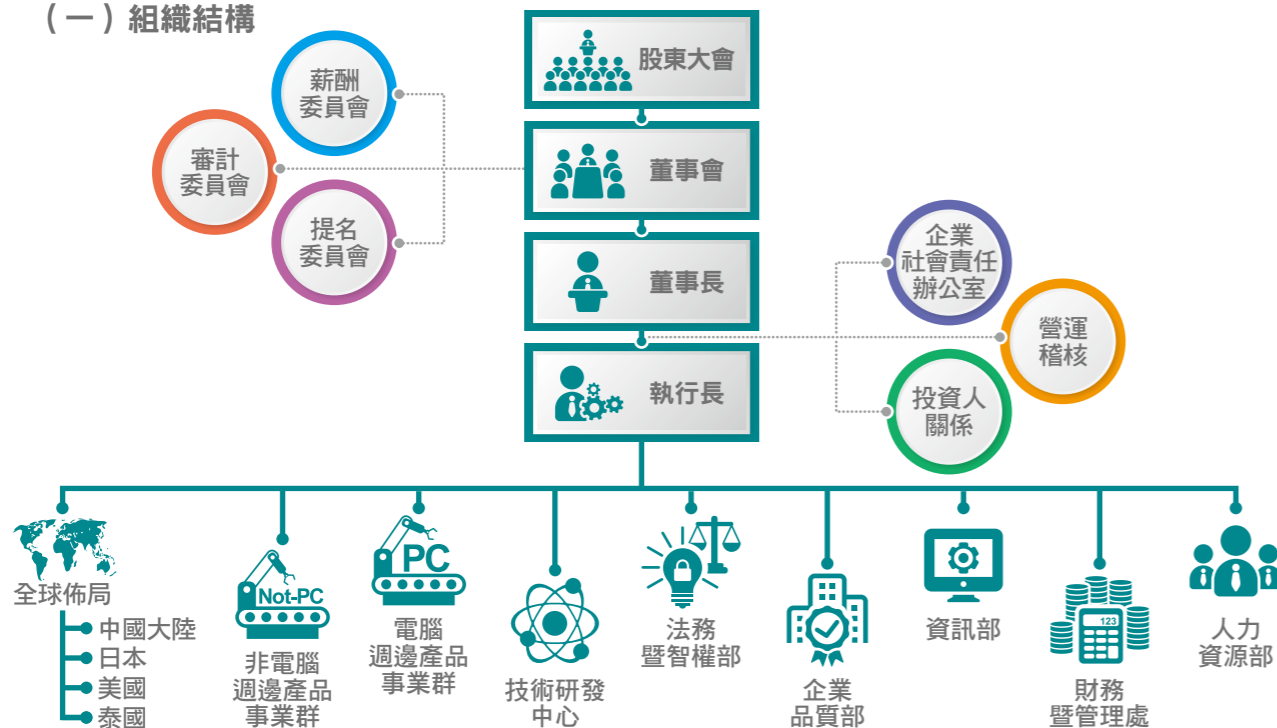 （一）組織結構
股東大會
薪酬
委員會
審計
委員會
董事會
提名
委員會
企業
社會責任
辦公室
董事長
營運
稽核
執行長
投資人
關係
全球佈局
中國大陸
日本
美國
泰國
Not-PC
非電腦
週邊產品
事業群
PC
電腦
週邊產品
事業群
技術研發
中心
法務
暨智權部
企業
品質部
資訊部
123
財務
暨管理處
人力
資源部